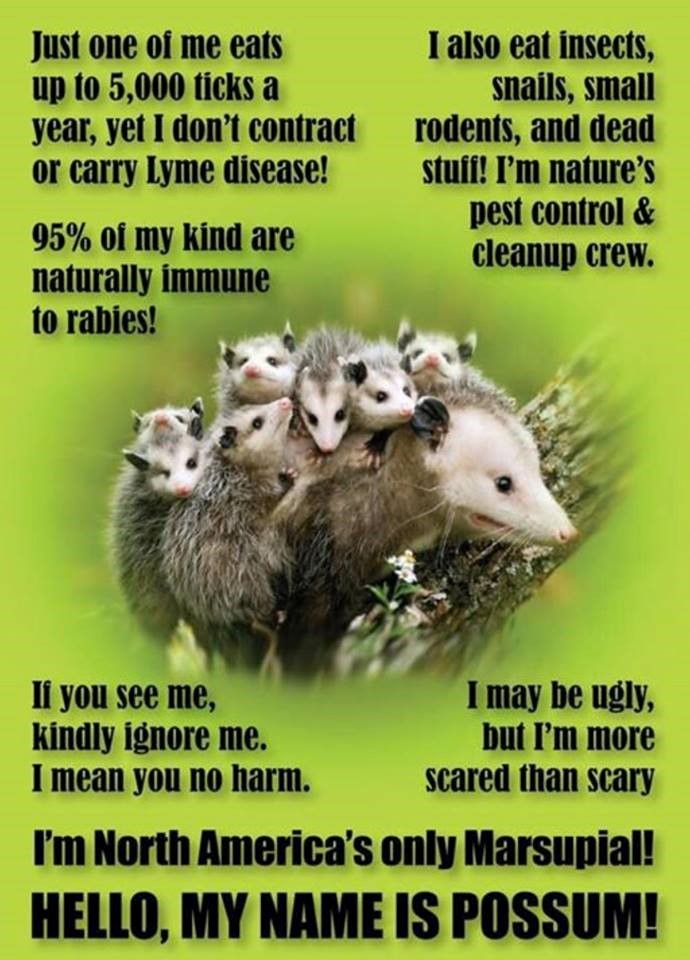 Just one of me eats
up to 5,000 ticks a
year, yet I don't contract
or carry Lyme disease!
95% of my kind are
naturally immune
to rabies!
I also eat insects,
snails, small
rodents, and dead
stuff! I'm nature's
pest control &
cleanup crew.
If you see me,
kindly ignore me.
I mean you no harm.
I may be ugly,
but I'm more
scared than scary
I'm North America's only Marsupial!
HELLO, MY NAME IS POSSUM!